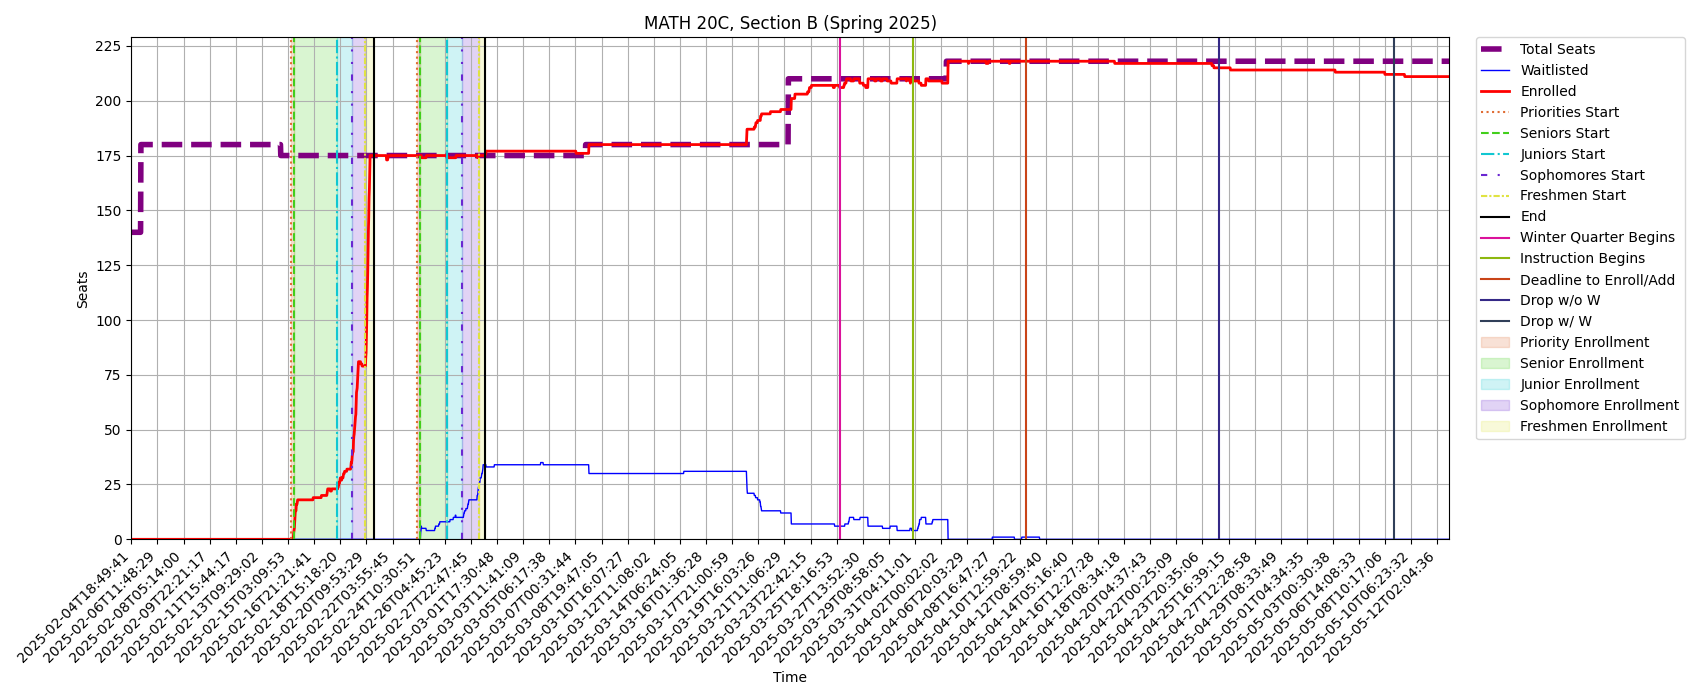 MATH 20C, Section B (Spring 2025)
Seats
225
200
175
150
125
100
75
50
25
0
2025-02-04T18:49:41
2025-02-06T11:48:29
2025-02-08T05:14:00
2025-02-09T22:21:17
2025-02-11T15:44:17
2025-02-13T09:29:02
2025-02-15T03:09:53
2025-02-16T21:21:41
2025-02-18T15:18:20
2025-02-20T09:53:29
2025-02-22T03:55:45
2025-02-24T10:30:51
2025-02-26T04:45:23
2025-02-27T22:47:45
2025-03-01T17:30:48
2025-03-03T11:41:09
2025-03-05T06:17:38
2025-03-07T00:31:44
2025-03-08T19:47:05
2025-03-10T16:07:27
2025-03-12T11:08:02
2025-03-14T06:24:05
2025-03-16T01:36:28
2025-03-17T21:00:59
2025-03-19T16:03:26
2025-03-21T11:06:29
2025-03-23T22:42:15
2025-03-25T18:16:53
2025-03-27T13:52:30
2025-03-29T08:58:05
2025-03-31T04:11:01
2025-04-02T00:02:02
2025-04-06T20:03:29
2025-04-08T16:47:27
2025-04-10T12:59:22
2025-04-12T08:59:40
2025-04-14T05:16:40
2025-04-16T12:27:28
2025-04-18T08:34:18
2025-04-20T04:37:43
2025-04-22T00:25:09
2025-04-23T20:35:06
2025-04-25T16:39:15
2025-04-27T12:28:58
2025-04-29T08:33:49
2025-05-01T04:34:35
2025-05-03T00:30:38
2025-05-06T14:08:33
2025-05-08T10:17:06
2025-05-10T06:23:32
2025-05-12T02:04:36
Time
Total Seats
Waitlisted
Enrolled
Priorities Start
Seniors Start
Juniors Start
Sophomores Start
Freshmen Start
End
Winter Quarter Begins
Instruction Begins
Deadline to Enroll/Add
Drop w/o W
Drop w/ W
Priority Enrollment
Senior Enrollment
Junior Enrollment
Sophomore Enrollment
Freshmen Enrollment